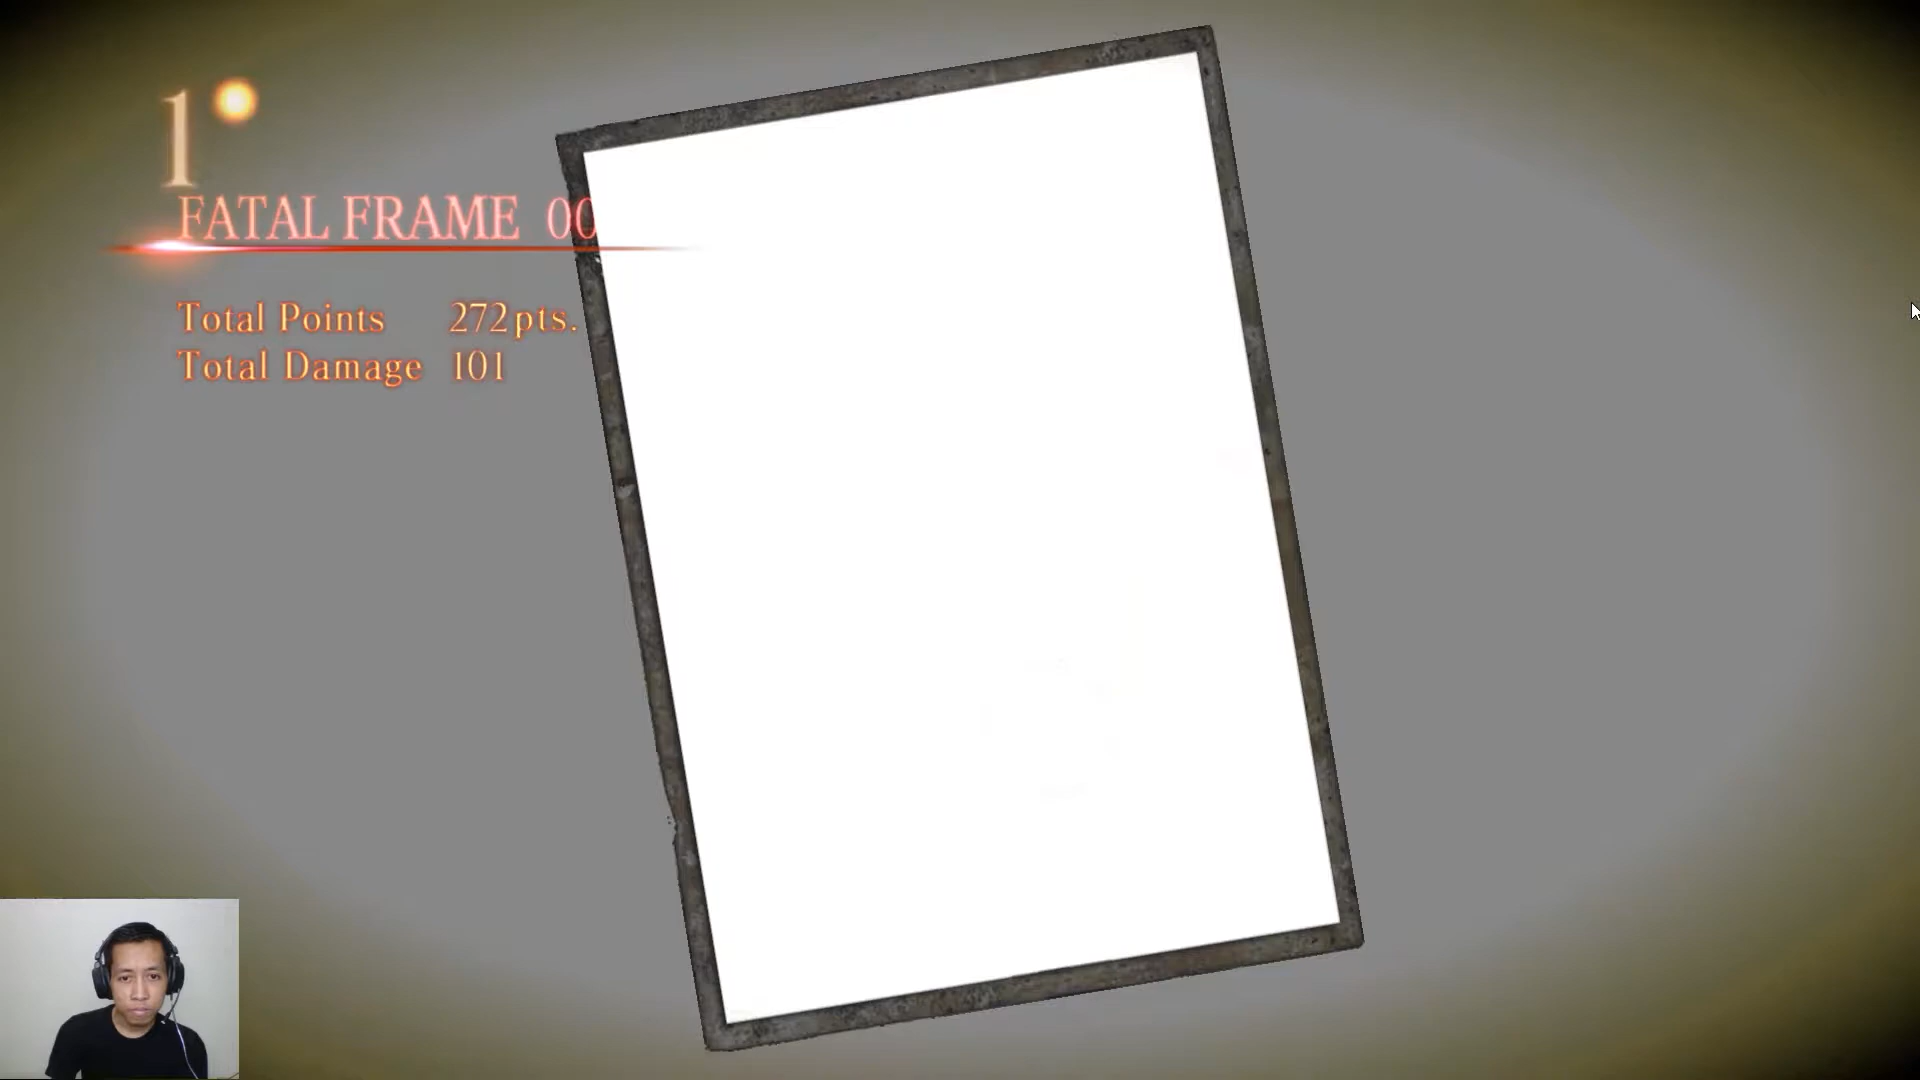 1
FATAL FRAME 00
Total Points 272pts.
Total Damage 101